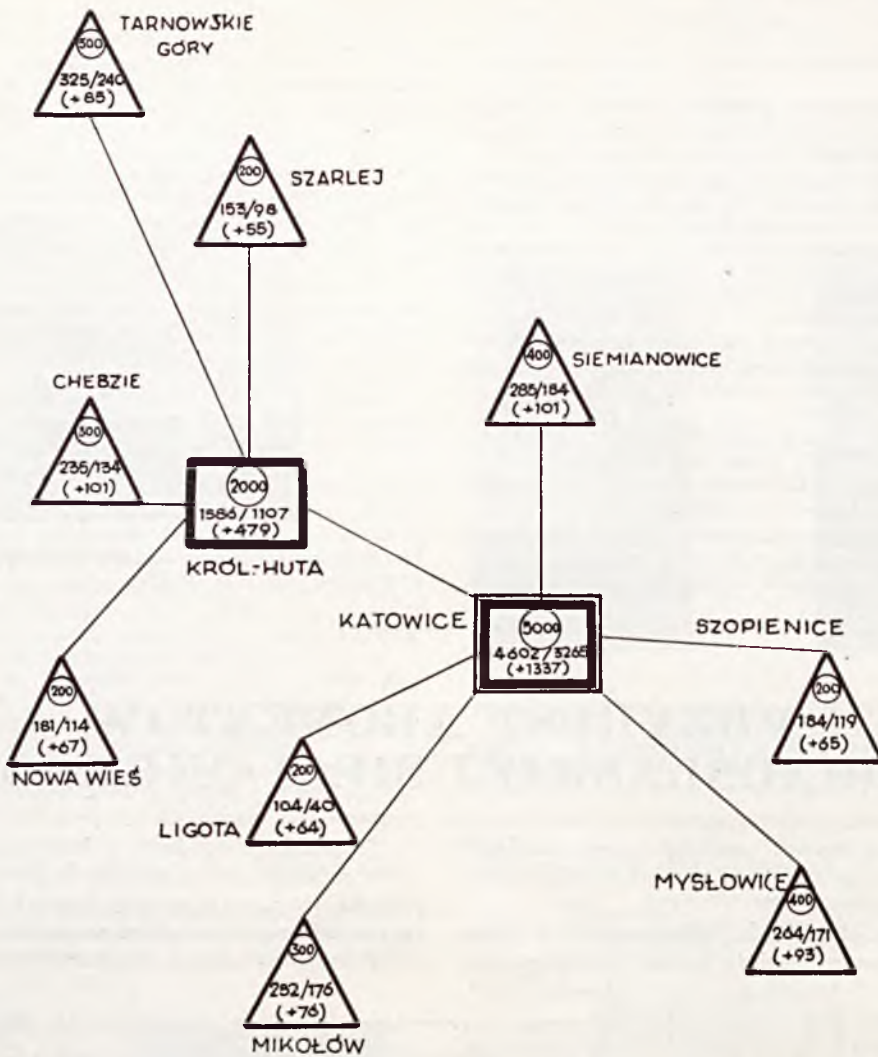 TARNOWSKIE
GÓRY
500
325/240
(+85)
SZARLEJ
200
153/98
(+55)
SIEMIANOWICE
400
285/184
(+101)
CHEBZIE
300
235/134
(+101)
2000
1586/1107
(+479)
KRÓL-HUTA
KATOWICE
5000
4602/3265
(+1337)
SZOPIENICE
200
184/119
(+65)
200
181/114
(+67)
NOWA WIEŚ
LIGOTA
200
104/40
(+64)
MYSŁOWICE
400
264/171
(+93)
300
252/176
(+76)
MIKOŁÓW